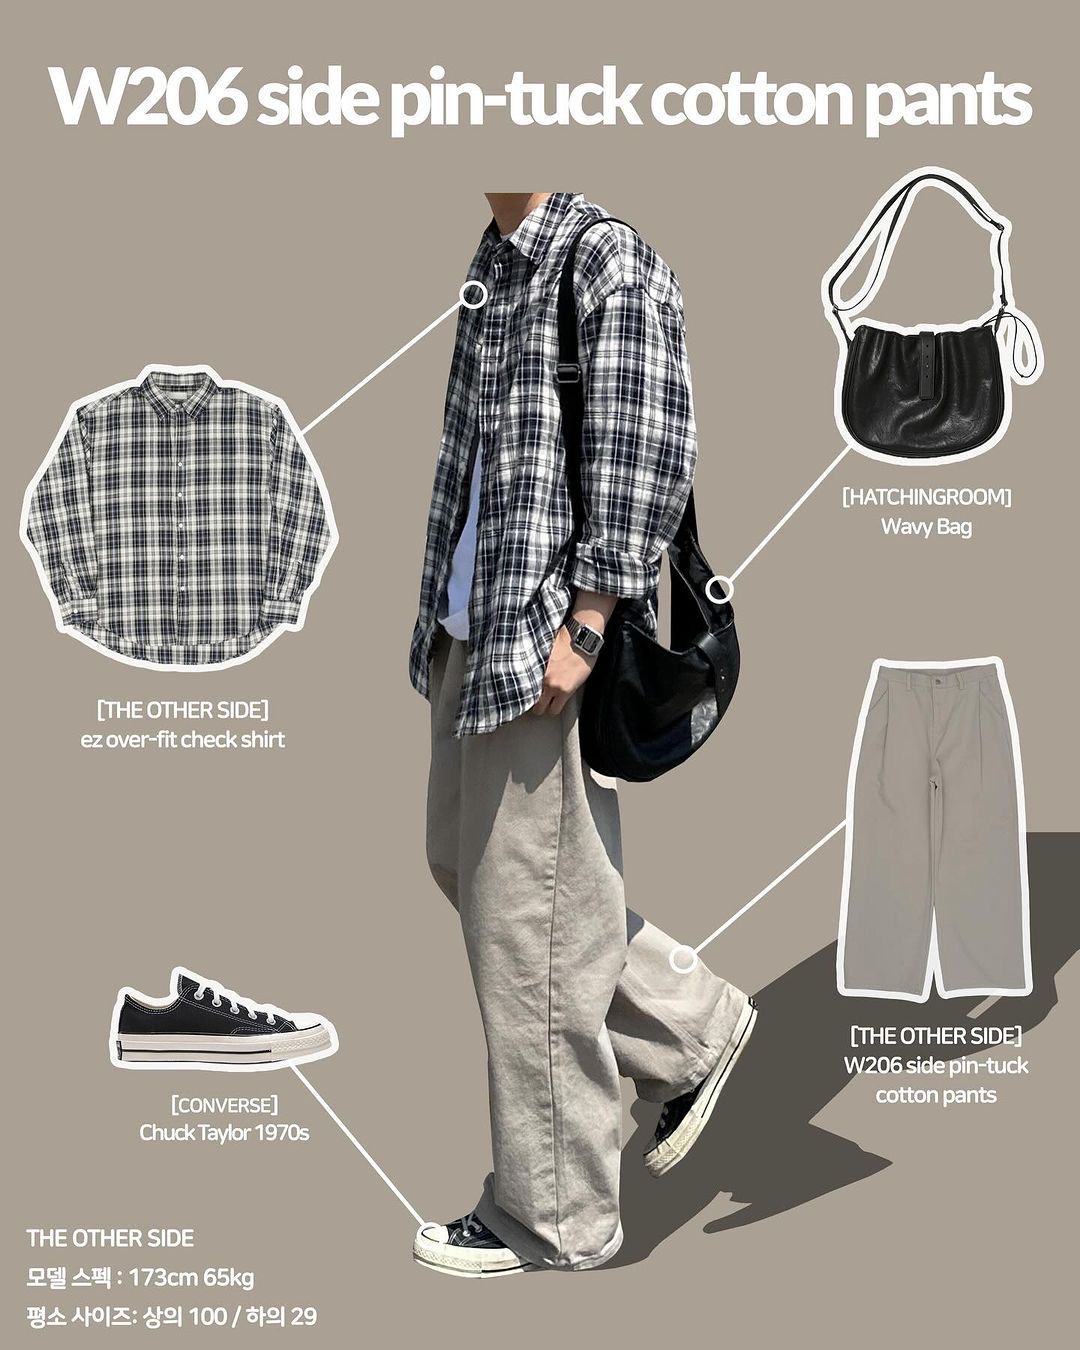 W206 side pin-tuck cotton pants
[HATCHINGROOM]
Wavy Bag
[THE OTHER SIDE]
ez over-fit check shirt
[THE OTHER SIDE]
W206 side pin-tuck
cotton pants
[CONVERSE]
Chuck Taylor 1970s
THE OTHER SIDE
모델 스펙 : 173cm 65kg
평소 사이즈: 상의 100 / 하의 29